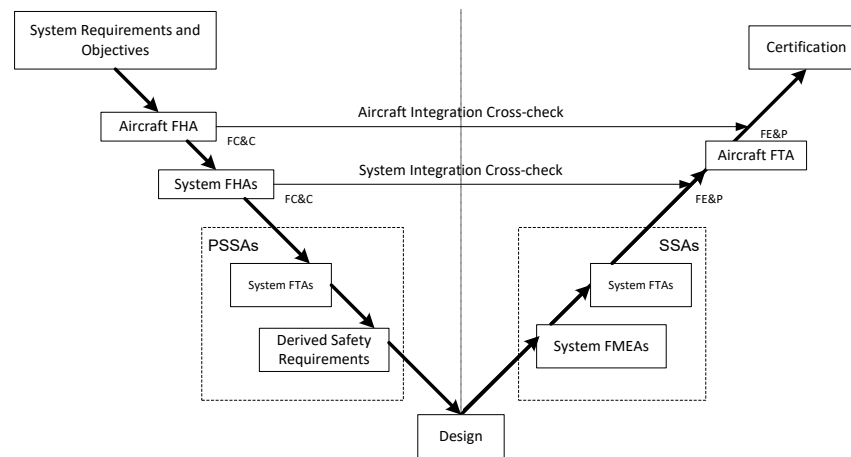 System Requirements and
Objectives
Certification
Aircraft Integration Cross-check
Aircraft FHA
FC&C
FE&P
Aircraft FTA
System Integration Cross-check
System FHAs
FC&C
FE&P
PSSAs
SSAs
System FTAs
System FTAs
Derived Safety
Requirements
System FMEAs
Design